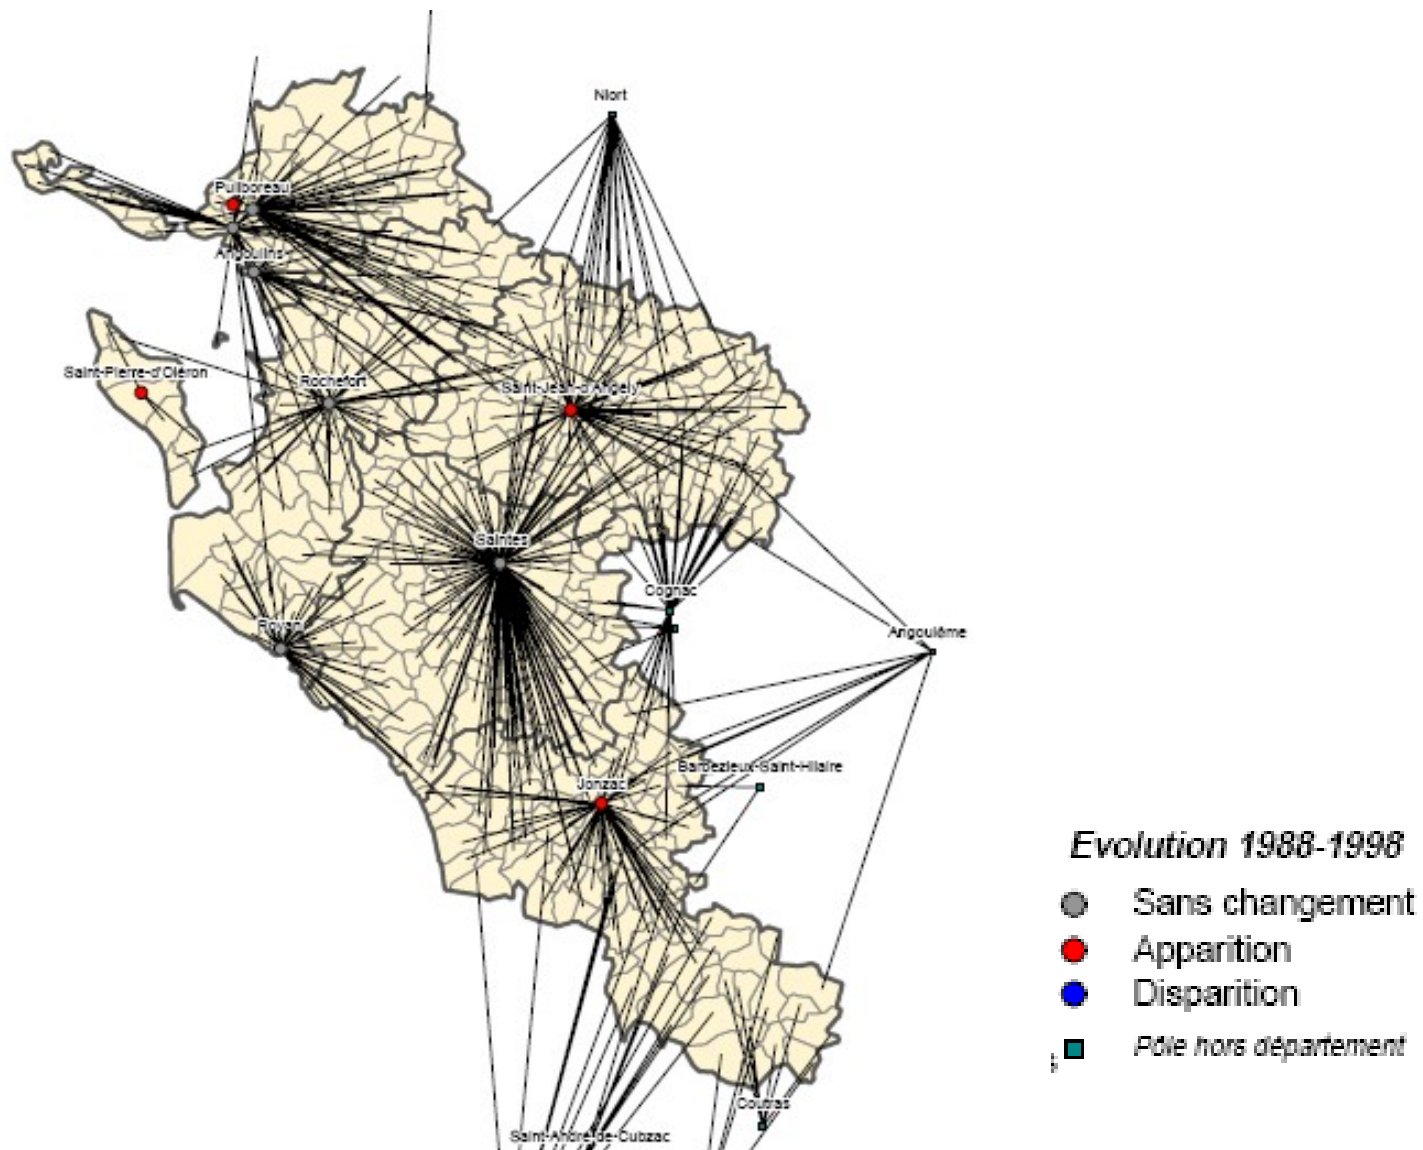 Niort
Puilboreau
Angoulins
Saint-Pierre-d'Oléron
Rochefort
Saint-Jean-d'Angély
Saintes
Cognac
Royan
Angoulême
Barbezieux-Saint-Hilaire
Jonzac
Evolution 1988-1998
Sans changement
Apparition
Disparition
Pôle hors département
Coutras
Saint-André-de-Cubzac